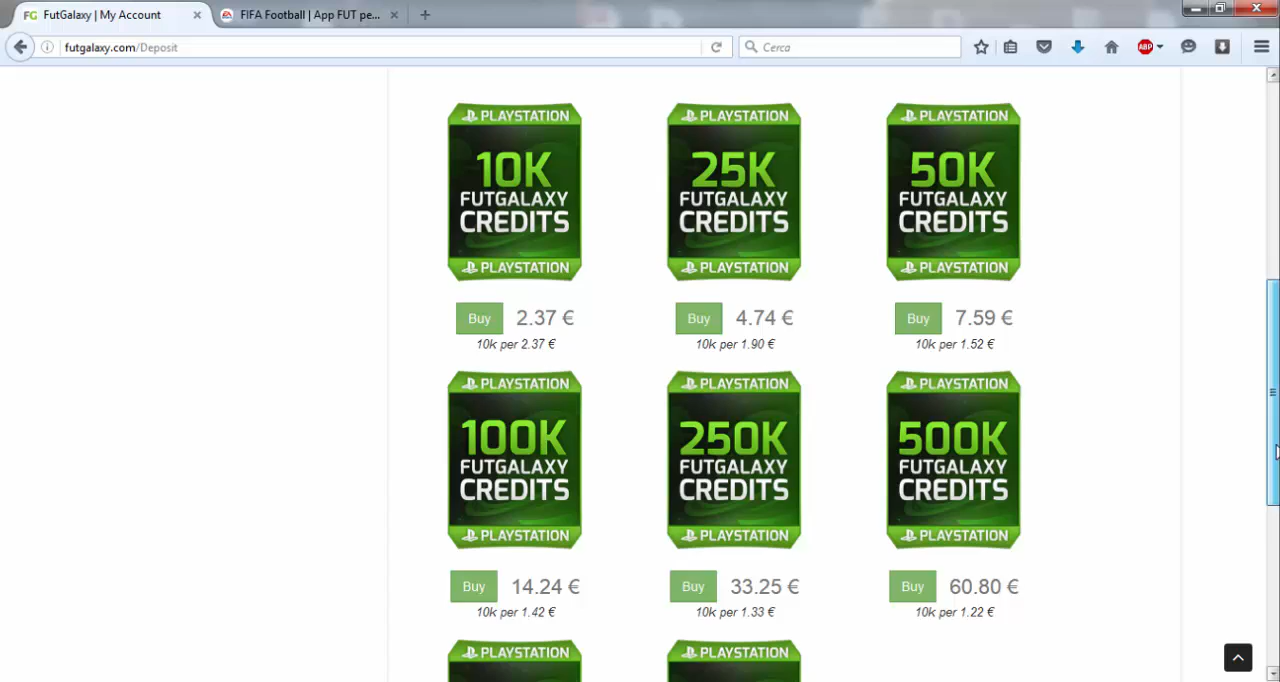 FG FutGalaxy | My Account
FIFA Football | App FUT pe...
futgalaxy.com/Deposit
Cerca
ABP
PLAYSTATION PLAYSTATION PLAYSTATION
10K 25K 50K
FUTGALAXY FUTGALAXY FUTGALAXY
CREDITS CREDITS CREDITS
PLAYSTATION PLAYSTATION PLAYSTATION
Buy 2.37 € Buy 4.74 € Buy 7.59 €
10k per 2.37 € 10k per 1.90 € 10k per 1.52 €
PLAYSTATION PLAYSTATION PLAYSTATION
100K 250K 500K
FUTGALAXY FUTGALAXY FUTGALAXY
CREDITS CREDITS CREDITS
PLAYSTATION PLAYSTATION PLAYSTATION
Buy 14.24 € Buy 33.25 € Buy 60.80 €
10k per 1.42 € 10k per 1.33 € 10k per 1.22 €
PLAYSTATION PLAYSTATION